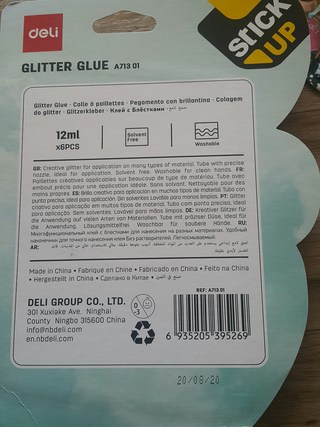 deli
STICK UP
GLITTER GLUE A713 01
Glitter Glue · Colle à paillettes · Pegamento con brillantina · Colagem
do glitter · Glitzerkleber · Клей с Блёстками · صمغ لامع
12ml
x6PCS
Solvent
Free
Washable
GB: Creative glitter for application on many types of material. Tube with precise
nozzle, ideal for application. Solvent free. Washable for clean hands. FR:
Paillettes créatives applicables sur beaucoup de type de matériau. Tube avec
embout précis pour une application idéale. Sans solvant. Nettoyable pour des
mains propres. ES: Brillo creativo para aplicación en muchos tipos. Tubo con punta
precisa, ideal para aplicación. Sin solventes Lavable para manos limpias. PT: Glitter
criativo para aplicação em muitos tipos de materiais. Tubo com ponta precisa, ideal
para aplicação. Sem solventes. Lavável para mãos limpas. DE: Kreativer Glitzer für
die Anwendung auf vielen Arten von Materialien. Tube mit präziser Düse, ideal für
die Anwendung. Lösungsmittelfrei. Waschbar für saubere Hände. RU:
Многофункциональный клей с блестками для нанесения на разных материалах. Удобный
наконечник для точного нанесения клея Без растворителей. Легкосмываемый.
AR:
Made in China · Fabriqué en Chine · Fabricado en China · Feito na China
· Hergestellt in China · Сделано в Китае · صنع في الصين
DELI GROUP CO., LTD.
301 Xuxiake Ave. Ninghai
County Ningbo 315600 China
info@nbdeli.com
en.nbdeli.com
0-3
REF: A713 01
6 935205 395269
20/08/20